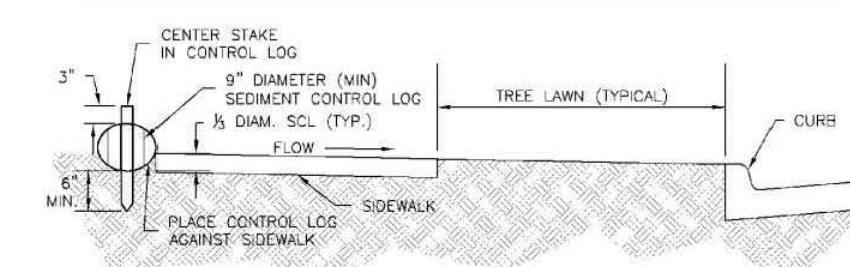 CENTER STAKE
IN CONTROL LOG
3"
9" DIAMETER (MIN)
SEDIMENT CONTROL LOG
⅓ DIAM. SCL (TYP.)
FLOW
TREE LAWN (TYPICAL)
CURB
6"
MIN.
SIDEWALK
PLACE CONTROL LOG
AGAINST SIDEWALK